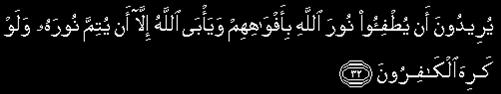 يُرِيدُونَ أَن يُطْفِـُٔوا۟ نُورَ ٱللَّهِ بِأَفْوَٰهِهِمْ وَيَأْبَى ٱللَّهُ إِلَّآ أَن يُتِمَّ نُورَهُۥ وَلَوْ
كَرِهَ ٱلْكَـٰفِرُونَ ٣٢